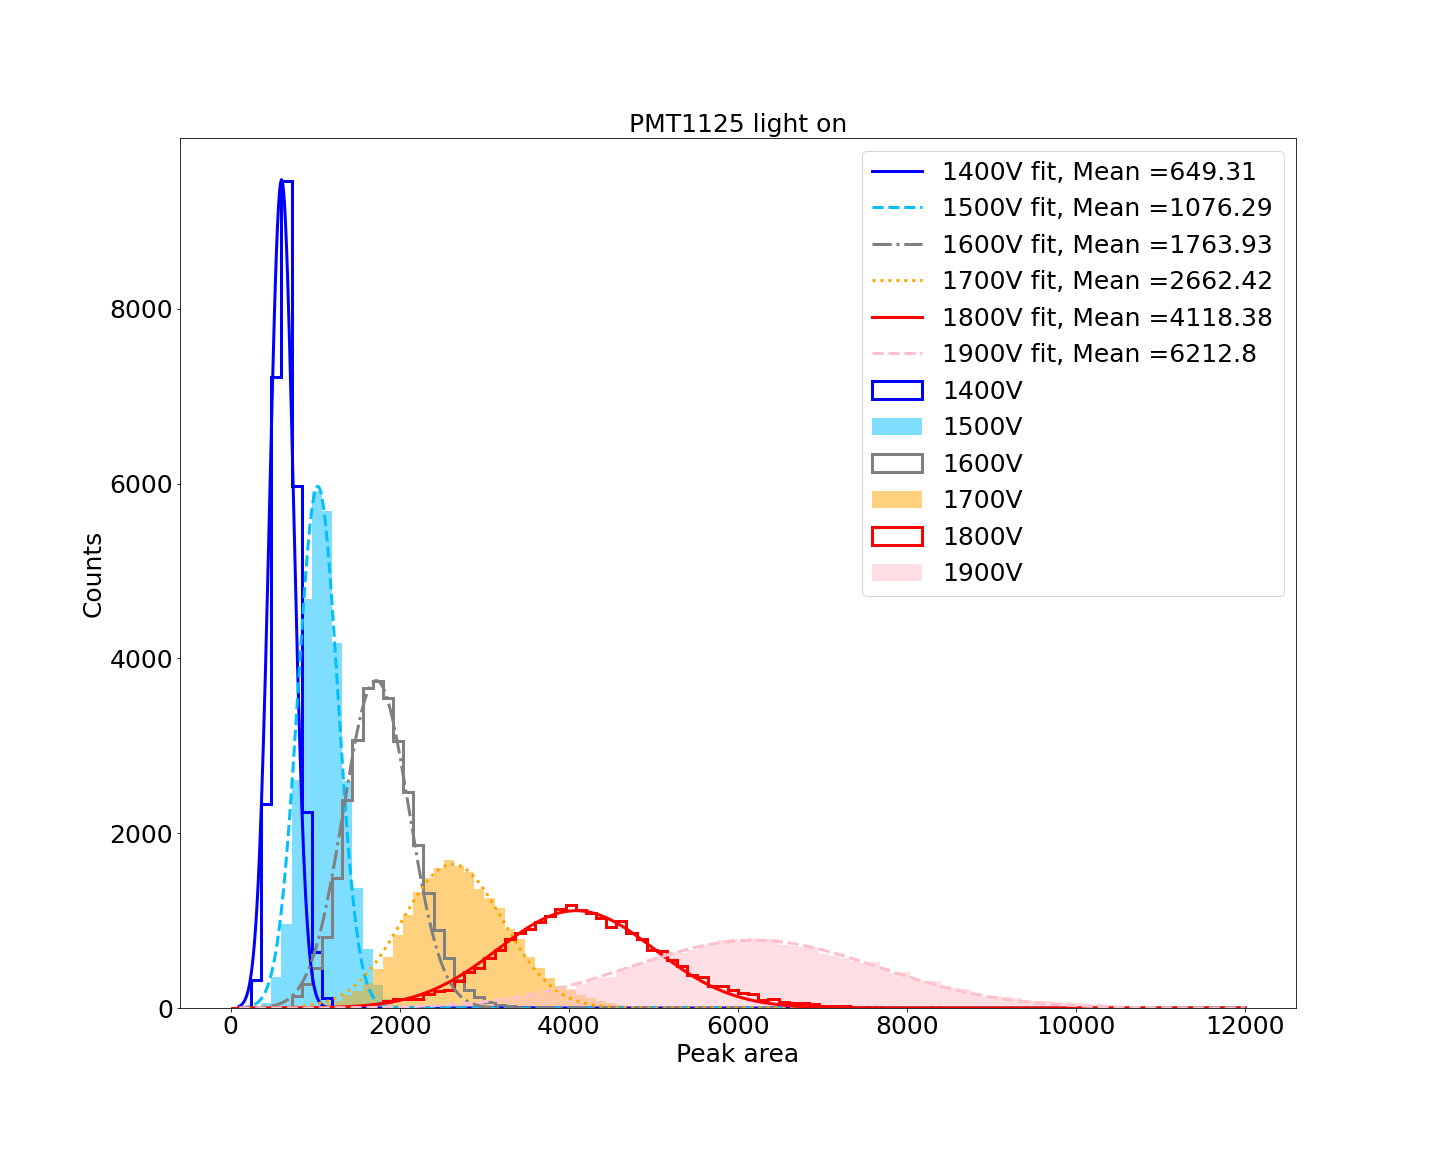 PMT1125 light on
1400V fit, Mean =649.31
1500V fit, Mean =1076.29
1600V fit, Mean =1763.93
1700V fit, Mean =2662.42
1800V fit, Mean =4118.38
1900V fit, Mean =6212.8
1400V
1500V
1600V
1700V
1800V
1900V
8000
6000
4000
2000
0
Counts
0 2000 4000 6000 8000 10000 12000
Peak area